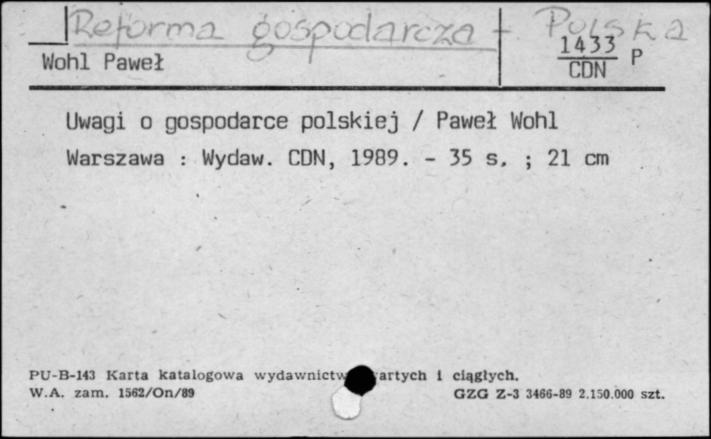 Reforma gospodarcza - Polska
Wohl Paweł
1433 P
CDN
Uwagi o gospodarce polskiej / Paweł Wohl
Warszawa : Wydaw. CDN, 1989. - 35 s. ; 21 cm
PU-B-143 Karta katalogowa wydawnictw artych i ciągłych.
W.A. zam. 1562/On/89 GZG Z-3 3466-89 2.150.000 szt.